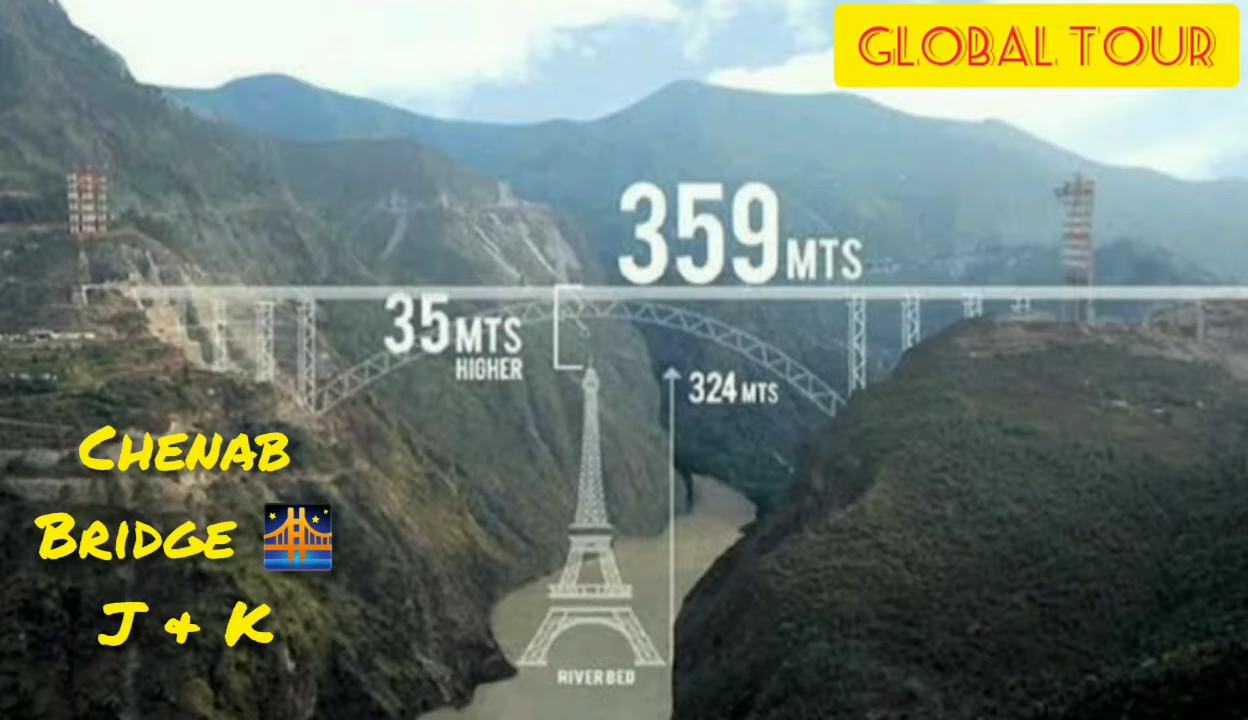 GLOBAL TOUR
359 MTS
35 MTS
HIGHER
324 MTS
CHENAB
BRIDGE
J & K
RIVER BED